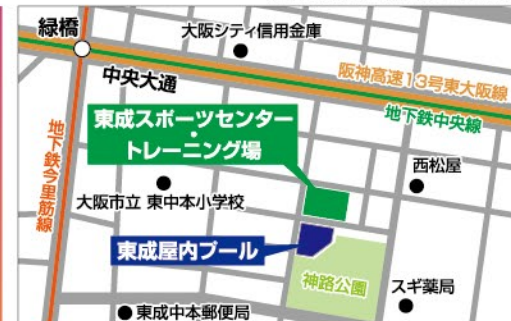 緑橋
大阪シティ信用金庫
中央大通
阪神高速13号東大阪線
地下鉄中央線
東成スポーツセンター
・
トレーニング場
地下鉄今里筋線
西松屋
大阪市立 東中本小学校
東成屋内プール
神路公園
スギ薬局
東成中本郵便局